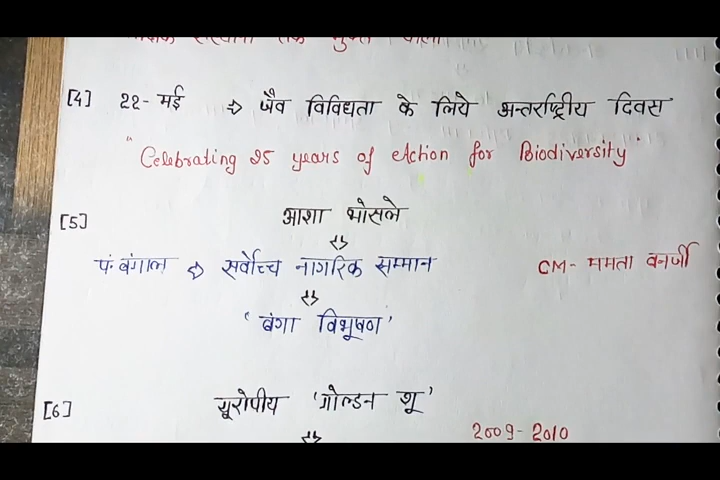 [4] 22- मई ⇒ जैव विविधता के लिये अन्तर्राष्ट्रीय दिवस
"Celebrating 25 years of Action for Biodiversity"
[5] आशा भोसले
पं. बंगाल ⇒ सर्वोच्च नागरिक सम्मान CM- ममता बनर्जी
'बंगा विभूषण'
[6] यूरोपीय 'गोल्डन शू'
2009-2010